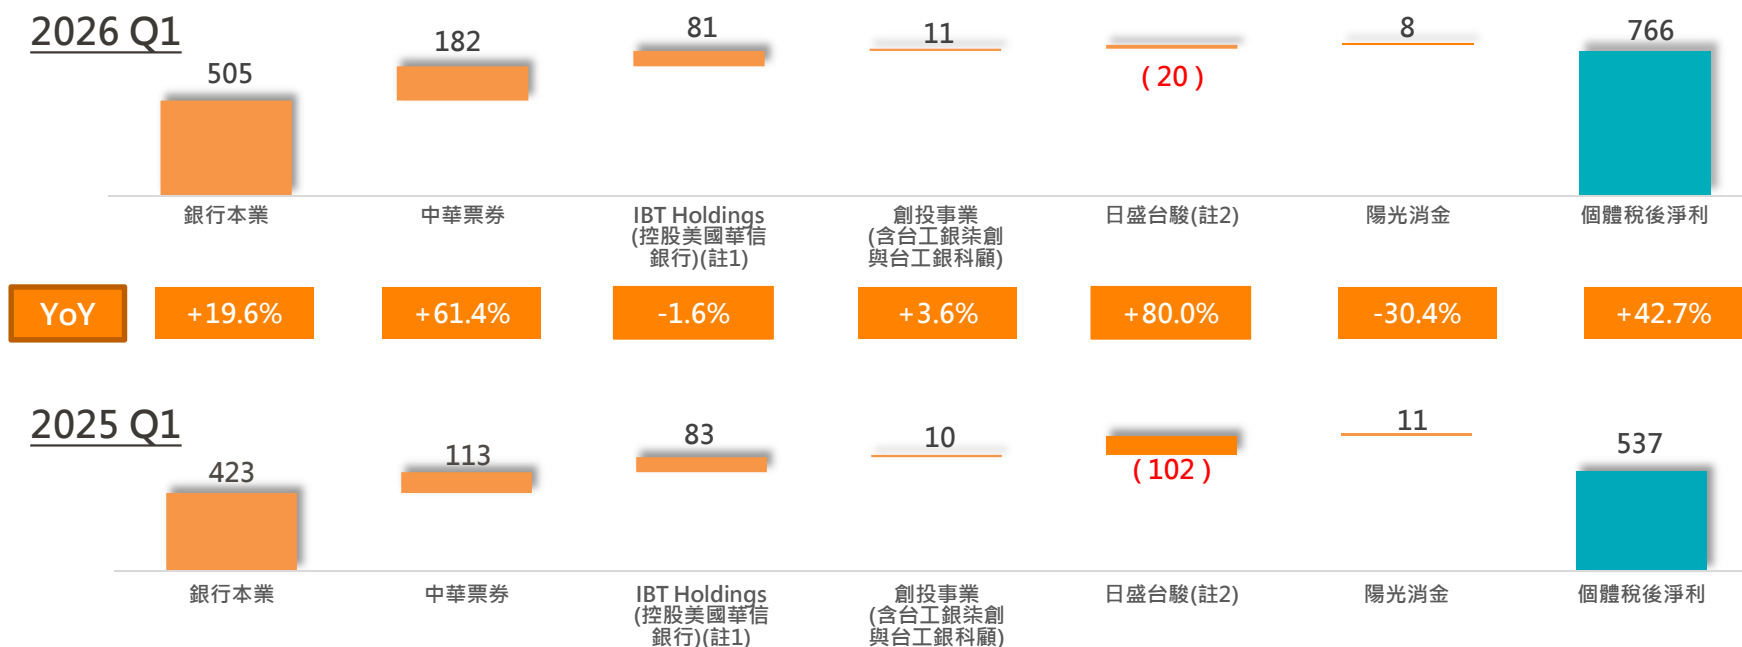 2026 Q1
505
182
81
11
( 20 )
8
766
銀行本業
中華票券
IBT Holdings
(控股美國華信
銀行)(註1)
創投事業
(含台工銀柒創
與台工銀科顧)
日盛台駿(註2)
陽光消金
個體稅後淨利
YoY
+19.6%
+61.4%
-1.6%
+3.6%
+80.0%
-30.4%
+42.7%
2025 Q1
423
113
83
10
( 102 )
11
537
銀行本業
中華票券
IBT Holdings
(控股美國華信
銀行)(註1)
創投事業
(含台工銀柒創
與台工銀科顧)
日盛台駿(註2)
陽光消金
個體稅後淨利